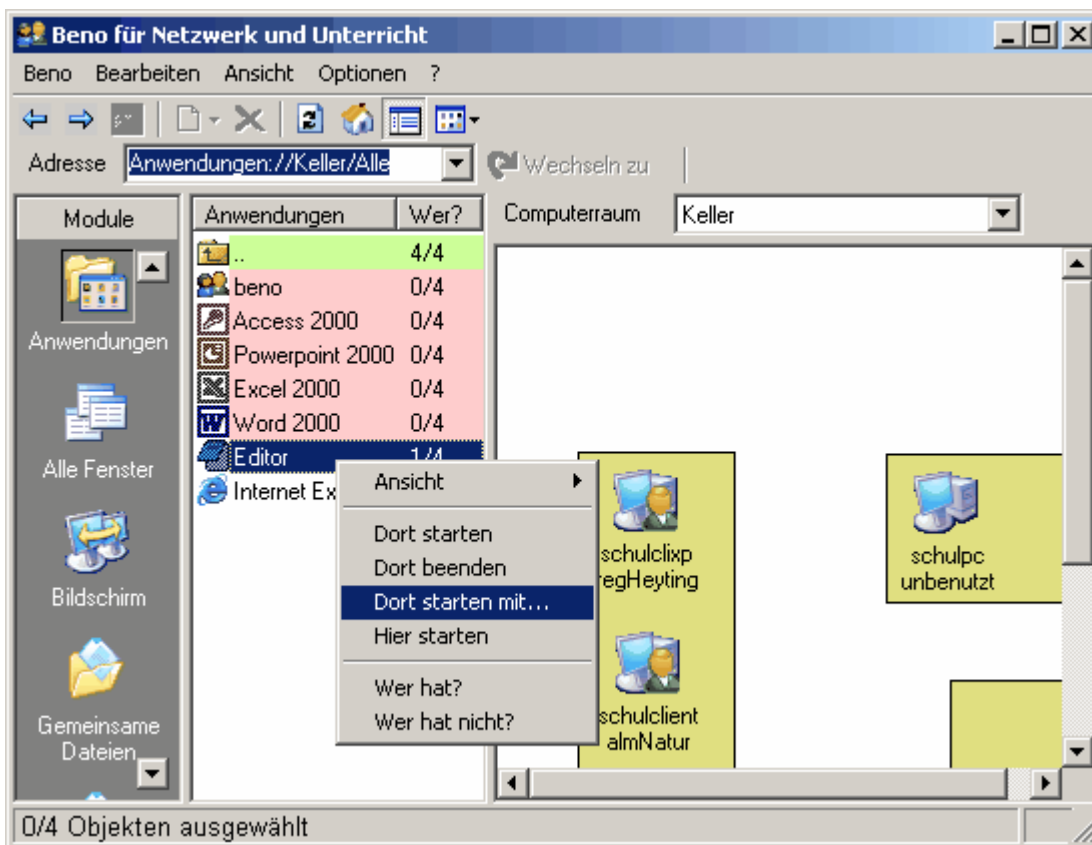 Beno für Netzwerk und Unterricht
Beno Bearbeiten Ansicht Optionen ?
Adresse Anwendungen://Keller/Alle Wechseln zu
Module
Anwendungen
Alle Fenster
Bildschirm
Gemeinsame
Dateien
Anwendungen Wer?
.. 4/4
beno 0/4
Access 2000 0/4
Powerpoint 2000 0/4
Excel 2000 0/4
Word 2000 0/4
Editor 1/4
Internet Ex
Ansicht
Dort starten
Dort beenden
Dort starten mit...
Hier starten
Wer hat?
Wer hat nicht?
Computerraum Keller
schulclixp
regHeyting
schulclient
almNatur
schulpc
unbenutzt
0/4 Objekten ausgewählt